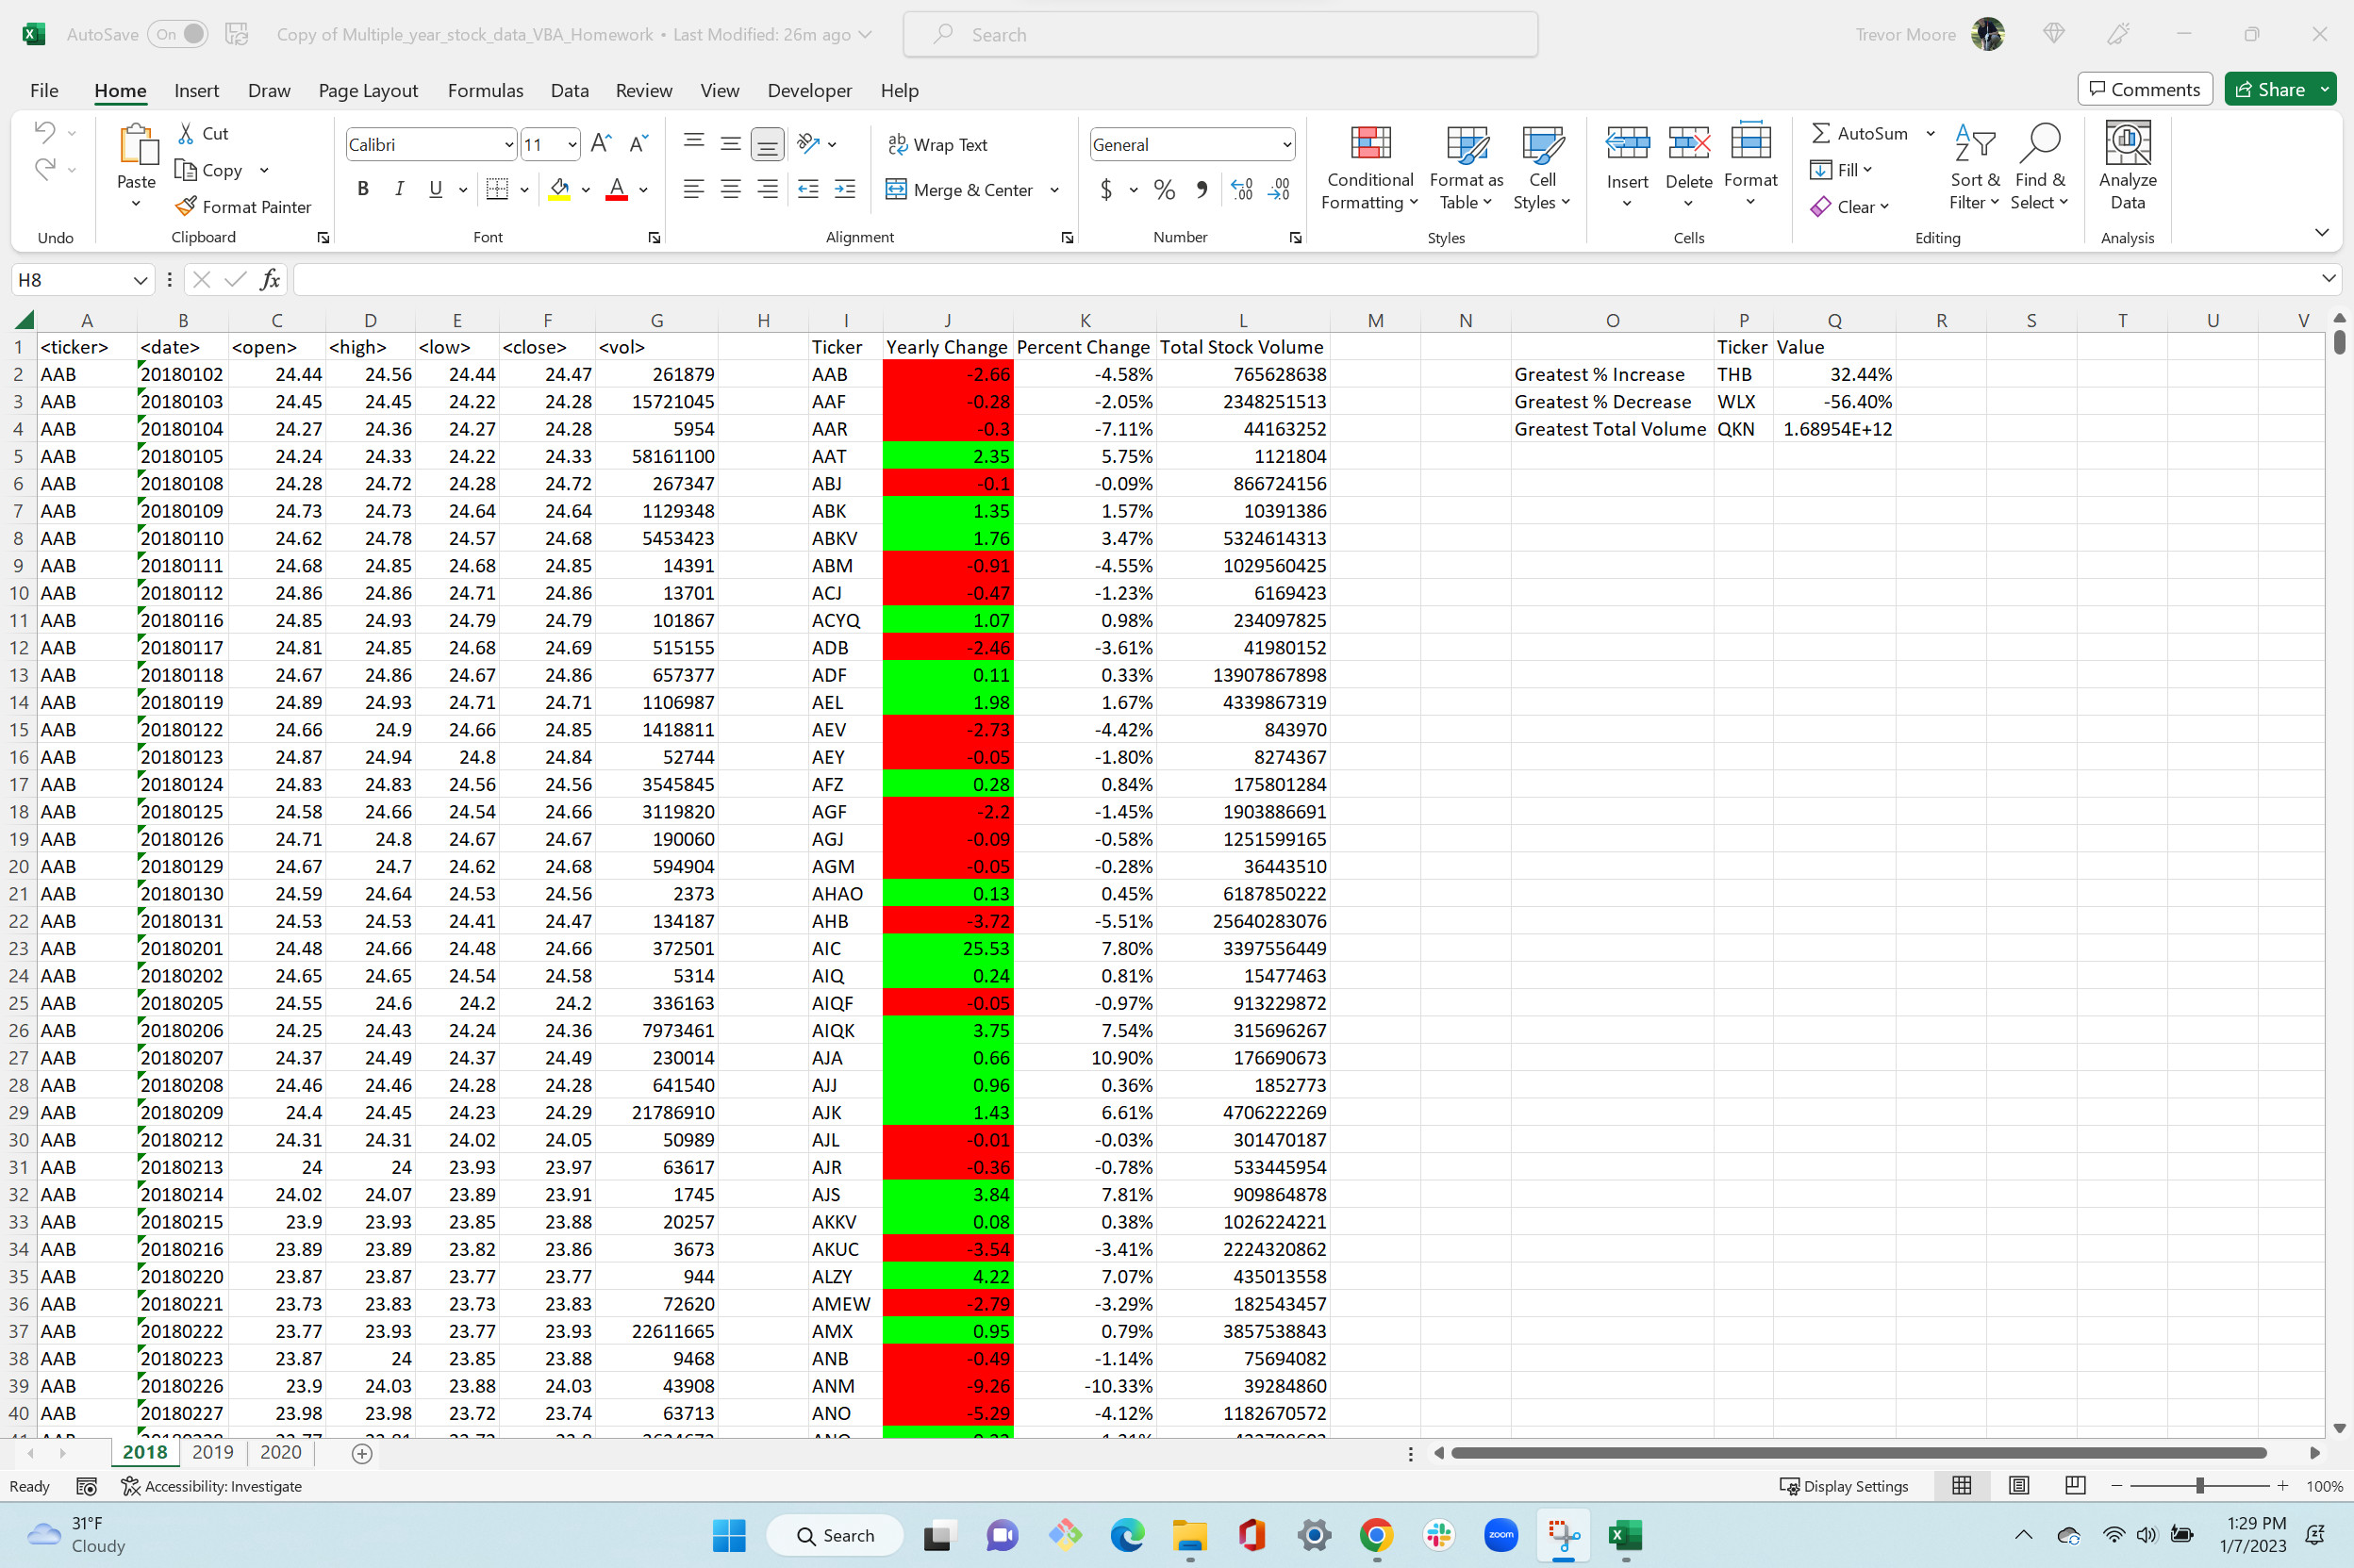 AutoSave On Copy of Multiple_year_stock_data_VBA_Homework • Last Modified: 26m ago Search Trevor Moore
File Home Insert Draw Page Layout Formulas Data Review View Developer Help Comments Share
Paste Cut Copy Format Painter
Calibri 11 Wrap Text Merge & Center
General
Conditional Formatting Format as Table Cell Styles
Insert Delete Format
AutoSum Fill Clear Sort & Filter Find & Select
Analyze Data
Undo Clipboard Font Alignment Number Styles Cells Editing Analysis
H8 fx
A B C D E F G H I J K L M N O P Q R S T U V
1 <ticker> <date> <open> <high> <low> <close> <vol> Ticker Yearly Change Percent Change Total Stock Volume Ticker Value
2 AAB 20180102 24.44 24.56 24.44 24.47 261879 AAB -2.66 -4.58% 765628638 Greatest % Increase THB 32.44%
3 AAB 20180103 24.45 24.45 24.22 24.28 15721045 AAF -0.28 -2.05% 2348251513 Greatest % Decrease WLX -56.40%
4 AAB 20180104 24.27 24.36 24.27 24.28 5954 AAR -0.3 -7.11% 44163252 Greatest Total Volume QKN 1.68954E+12
5 AAB 20180105 24.24 24.33 24.22 24.33 58161100 AAT 2.35 5.75% 1121804
6 AAB 20180108 24.28 24.72 24.28 24.72 267347 ABJ -0.1 -0.09% 866724156
7 AAB 20180109 24.73 24.73 24.64 24.64 1129348 ABK 1.35 1.57% 10391386
8 AAB 20180110 24.62 24.78 24.57 24.68 5453423 ABKV 1.76 3.47% 5324614313
9 AAB 20180111 24.68 24.85 24.68 24.85 14391 ABM -0.91 -4.55% 1029560425
10 AAB 20180112 24.86 24.86 24.71 24.86 13701 ACJ -0.47 -1.23% 6169423
11 AAB 20180116 24.85 24.93 24.79 24.79 101867 ACYQ 1.07 0.98% 234097825
12 AAB 20180117 24.81 24.85 24.68 24.69 515155 ADB -2.46 -3.61% 41980152
13 AAB 20180118 24.67 24.86 24.67 24.86 657377 ADF 0.11 0.33% 13907867898
14 AAB 20180119 24.89 24.93 24.71 24.71 1106987 AEL 1.98 1.67% 4339867319
15 AAB 20180122 24.66 24.9 24.66 24.85 1418811 AEV -2.73 -4.42% 843970
16 AAB 20180123 24.87 24.94 24.8 24.84 52744 AEY -0.05 -1.80% 8274367
17 AAB 20180124 24.83 24.83 24.56 24.56 3545845 AFZ 0.28 0.84% 175801284
18 AAB 20180125 24.58 24.66 24.54 24.66 3119820 AGF -2.2 -1.45% 1903886691
19 AAB 20180126 24.71 24.8 24.67 24.67 190060 AGJ -0.09 -0.58% 1251599165
20 AAB 20180129 24.67 24.7 24.62 24.68 594904 AGM -0.05 -0.28% 36443510
21 AAB 20180130 24.59 24.64 24.53 24.56 2373 AHAO 0.13 0.45% 6187850222
22 AAB 20180131 24.53 24.53 24.41 24.47 134187 AHB -3.72 -5.51% 25640283076
23 AAB 20180201 24.48 24.66 24.48 24.66 372501 AIC 25.53 7.80% 3397556449
24 AAB 20180202 24.65 24.65 24.54 24.58 5314 AIQ 0.24 0.81% 15477463
25 AAB 20180205 24.55 24.6 24.2 24.2 336163 AIQF -0.05 -0.97% 913229872
26 AAB 20180206 24.25 24.43 24.24 24.36 7973461 AIQK 3.75 7.54% 315696267
27 AAB 20180207 24.37 24.49 24.37 24.49 230014 AJA 0.66 10.90% 176690673
28 AAB 20180208 24.46 24.46 24.28 24.28 641540 AJJ 0.96 0.36% 1852773
29 AAB 20180209 24.4 24.45 24.23 24.29 21786910 AJK 1.43 6.61% 4706222269
30 AAB 20180212 24.31 24.31 24.02 24.05 50989 AJL -0.01 -0.03% 301470187
31 AAB 20180213 24 24 23.93 23.97 63617 AJR -0.36 -0.78% 533445954
32 AAB 20180214 24.02 24.07 23.89 23.91 1745 AJS 3.84 7.81% 909864878
33 AAB 20180215 23.9 23.93 23.85 23.88 20257 AKKV 0.08 0.38% 1026224221
34 AAB 20180216 23.89 23.89 23.82 23.86 3673 AKUC -3.54 -3.41% 2224320862
35 AAB 20180220 23.87 23.87 23.77 23.77 944 ALZY 4.22 7.07% 435013558
36 AAB 20180221 23.73 23.83 23.73 23.83 72620 AMEW -2.79 -3.29% 182543457
37 AAB 20180222 23.77 23.93 23.77 23.93 22611665 AMX 0.95 0.79% 3857538843
38 AAB 20180223 23.87 24 23.85 23.88 9468 ANB -0.49 -1.14% 75694082
39 AAB 20180226 23.9 24.03 23.88 24.03 43908 ANM -9.26 -10.33% 39284860
40 AAB 20180227 23.98 23.98 23.72 23.74 63713 ANO -5.29 -4.12% 1182670572
2018 2019 2020
Ready Accessibility: Investigate Display Settings 100%
31°F Cloudy Search zoom 1:29 PM 1/7/2023